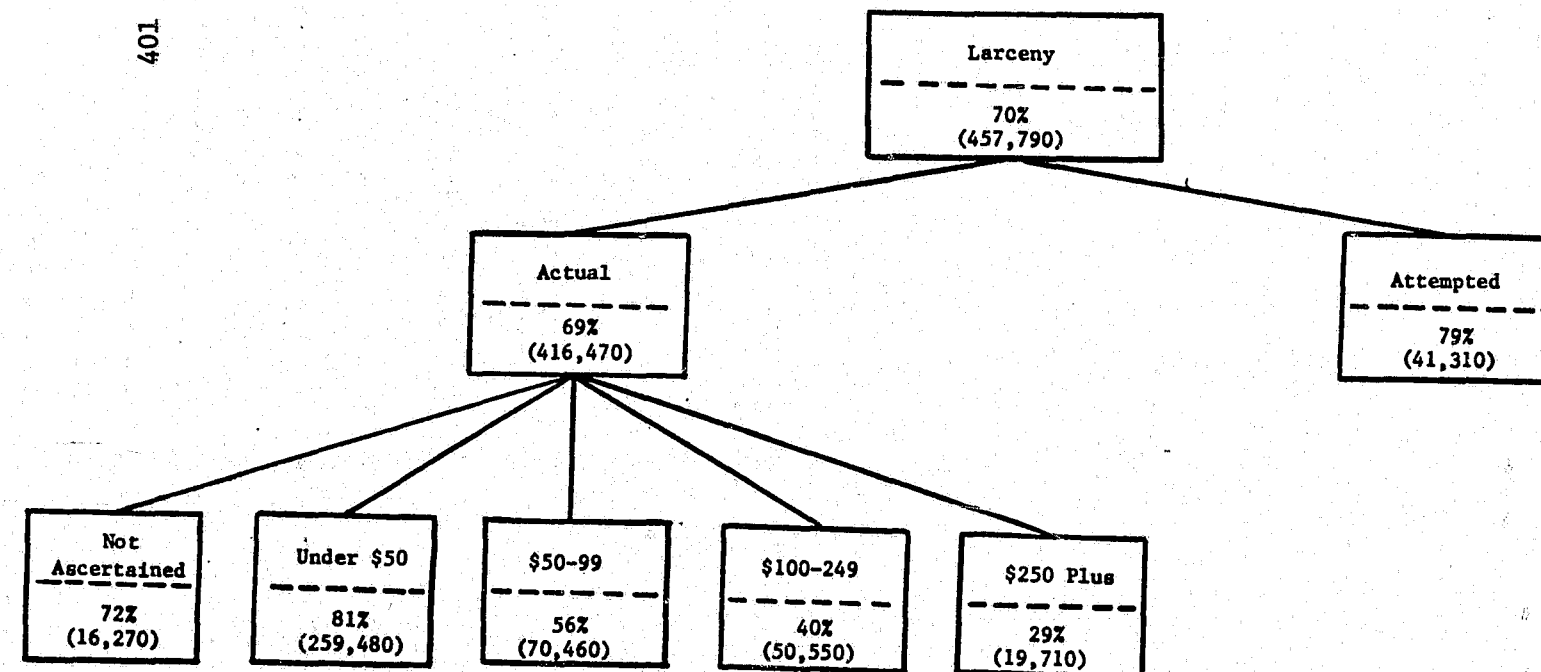 401
Larceny
70%
(457,790)
Actual
69%
(416,470)
Attempted
79%
(41,310)
Not
Ascertained
72%
(16,270)
Under $50
81%
(259,480)
$50-99
56%
(70,460)
$100-249
40%
(50,550)
$250 Plus
29%
(19,710)